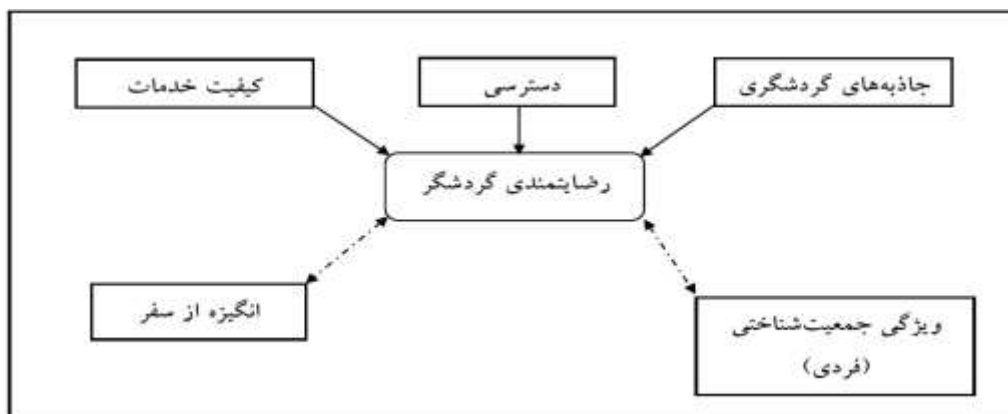 جاذبه‌های گردشگری
دسترسی
کیفیت خدمات
رضایتمندی گردشگر
ویژگی جمعیت‌شناختی
(فردی)
انگیزه از سفر